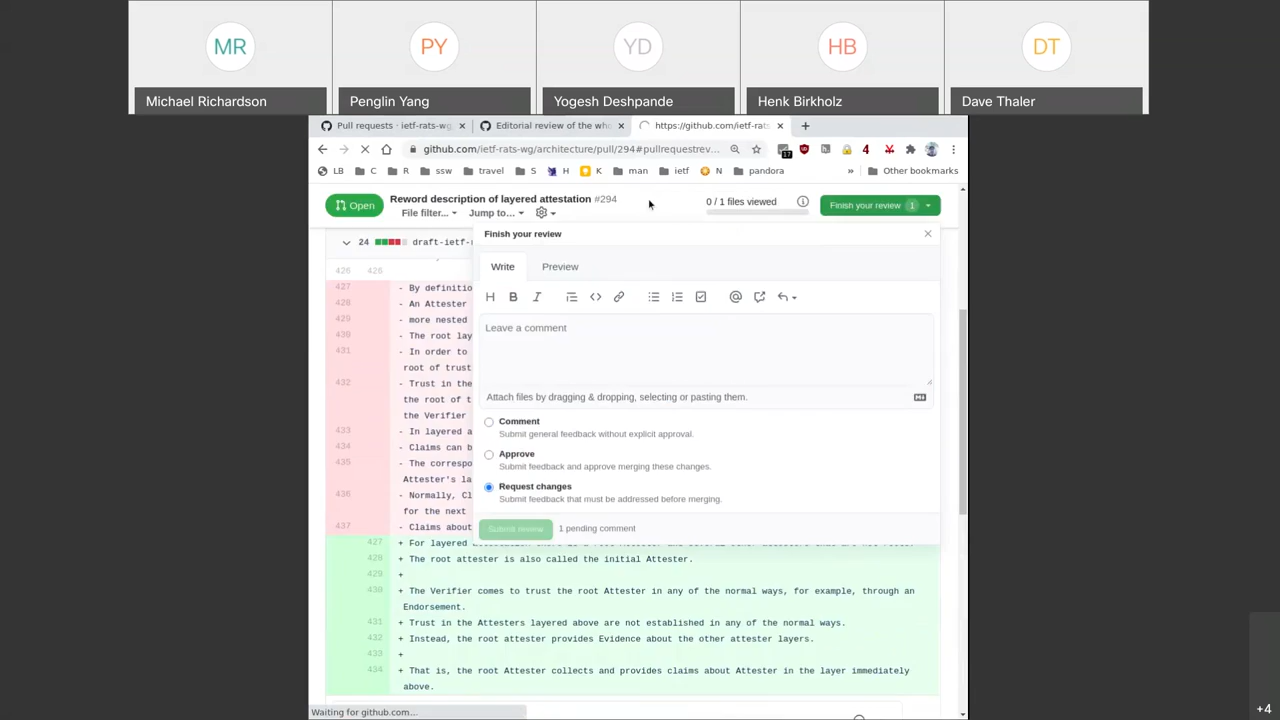 MR
PY
YD
HB
DT
Michael Richardson
Penglin Yang
Yogesh Deshpande
Henk Birkholz
Dave Thaler
Pull requests · ietf-rats-wg
Editorial review of the who
https://github.com/ietf-rats
github.com/ietf-rats-wg/architecture/pull/294#pullrequestrev...
17
4
LB
C
R
ssw
travel
S
H
K
man
ietf
N
pandora
»
Other bookmarks
Open
Reword description of layered attestation #294
File filter...
Jump to...
0 / 1 files viewed
Finish your review 1
24
draft-ietf-r
Finish your review
Write
Preview
Leave a comment
Attach files by dragging & dropping, selecting or pasting them.
Comment
Submit general feedback without explicit approval.
Approve
Submit feedback and approve merging these changes.
Request changes
Submit feedback that must be addressed before merging.
Submit review
1 pending comment
426 426
427 - By definitio
428 - An Attester
429 - more nested
430 - The root lay
431 - In order to
root of trust
432 - Trust in the
the root of t
the Verifier
433 - In layered a
434 - Claims can b
435 - The correspo
Attester's la
436 - Normally, Cl
for the next
437 - Claims about
427 + For layered
428 + The root attester is also called the initial Attester.
429 +
430 + The Verifier comes to trust the root Attester in any of the normal ways, for example, through an
Endorsement.
431 + Trust in the Attesters layered above are not established in any of the normal ways.
432 + Instead, the root attester provides Evidence about the other attester layers.
433 +
434 + That is, the root Attester collects and provides claims about Attester in the layer immediately
above.
Waiting for github.com...
+4